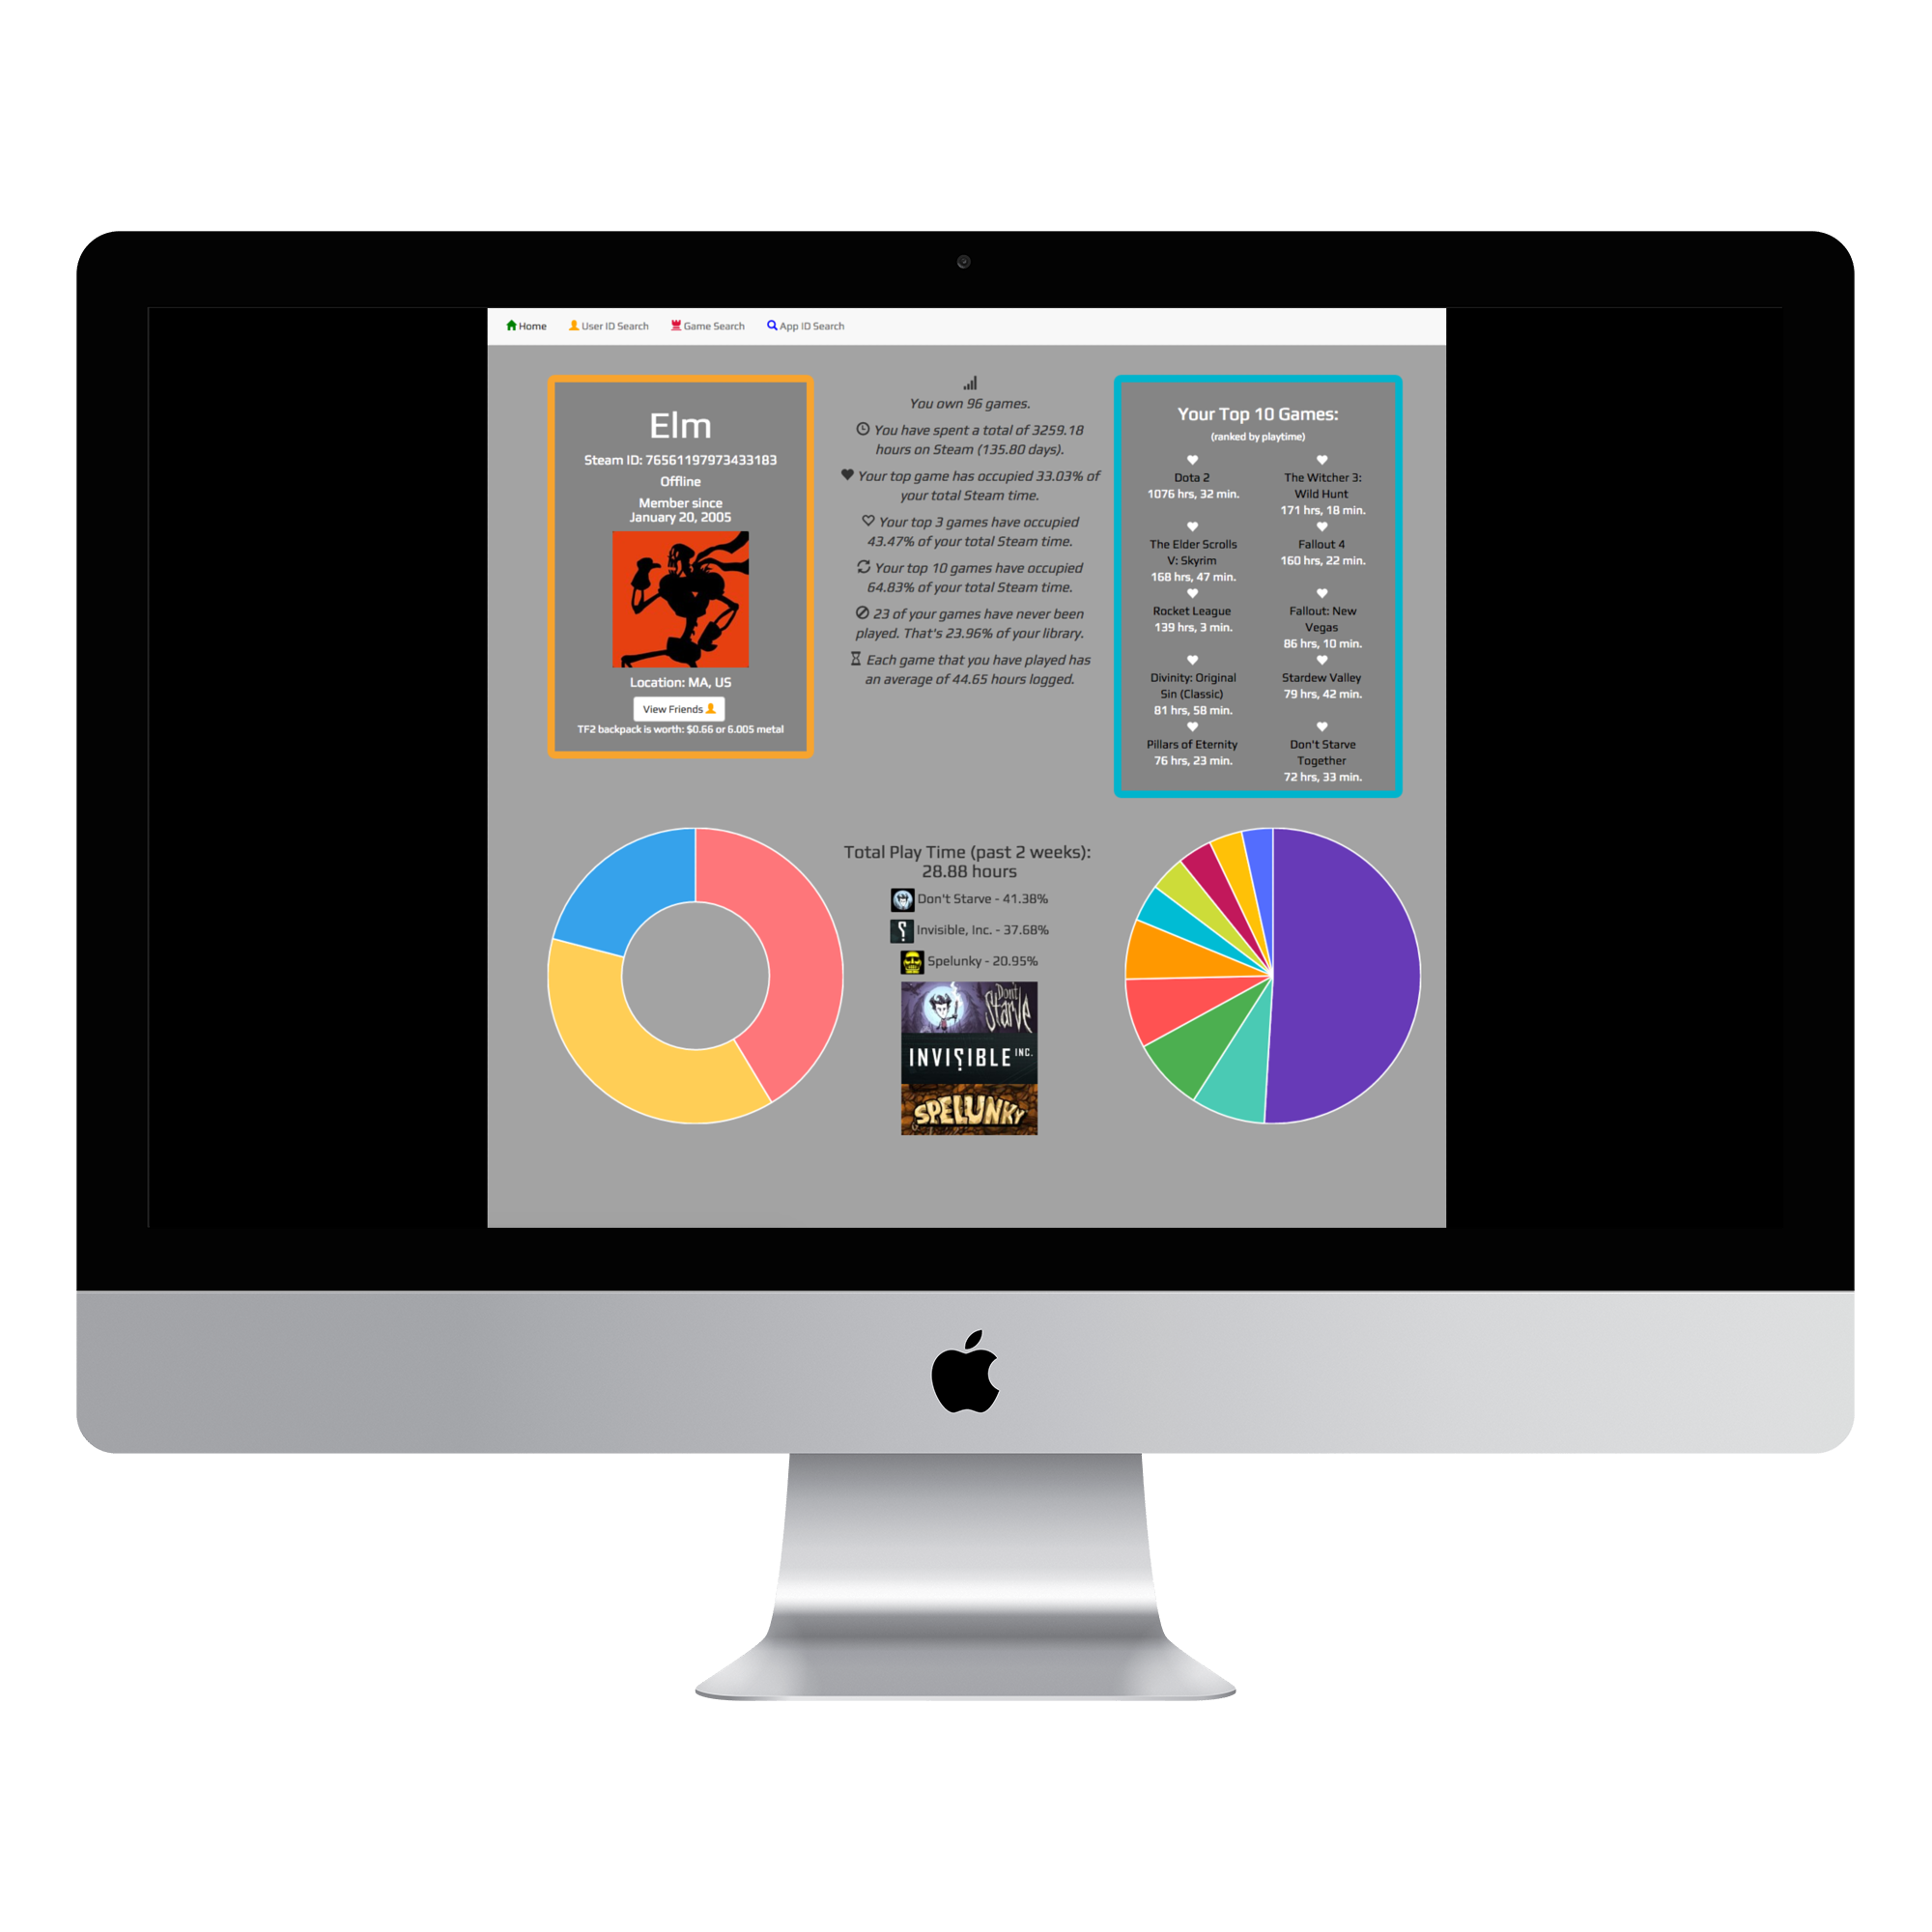 Home User ID Search Game Search App ID Search
Elm
Steam ID: 76561197973433183
Offline
Member since
January 20, 2005
Location: MA, US
View Friends
TF2 backpack is worth: $0.66 or 6.005 metal
You own 96 games.
You have spent a total of 3259.18
hours on Steam (135.80 days).
Your top game has occupied 33.03% of
your total Steam time.
Your top 3 games have occupied
43.47% of your total Steam time.
Your top 10 games have occupied
64.83% of your total Steam time.
23 of your games have never been
played. That's 23.96% of your library.
Each game that you have played has
an average of 44.65 hours logged.
Your Top 10 Games:
(ranked by playtime)
Dota 2
1076 hrs, 32 min.
The Witcher 3:
Wild Hunt
171 hrs, 18 min.
The Elder Scrolls
V: Skyrim
168 hrs, 47 min.
Fallout 4
160 hrs, 22 min.
Rocket League
139 hrs, 3 min.
Fallout: New
Vegas
86 hrs, 10 min.
Divinity: Original
Sin (Classic)
81 hrs, 58 min.
Stardew Valley
79 hrs, 42 min.
Pillars of Eternity
76 hrs, 23 min.
Don't Starve
Together
72 hrs, 33 min.
Total Play Time (past 2 weeks):
28.88 hours
Don't Starve - 41.38%
Invisible, Inc. - 37.68%
Spelunky - 20.95%
Don't
Starve
INVISIBLE INC.
SPELUNKY